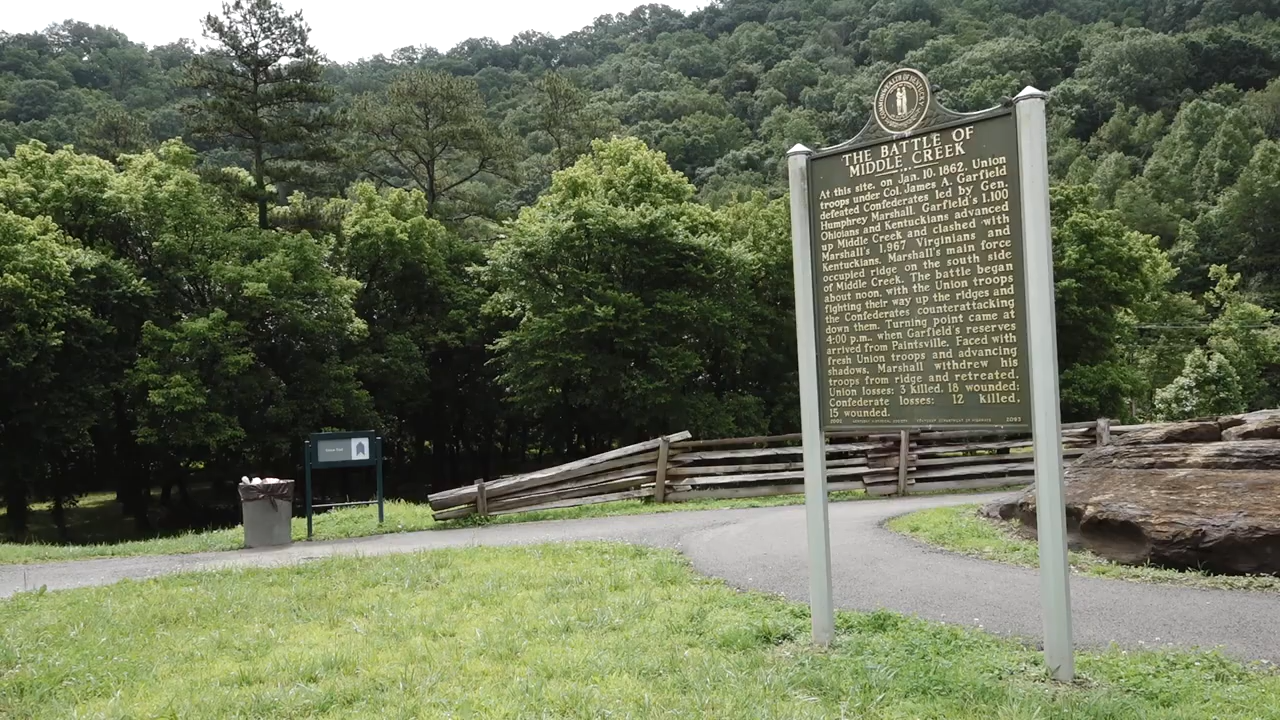 COMMONWEALTH OF KENTUCKY
THE BATTLE OF
MIDDLE CREEK
At this site, on Jan. 10, 1862, Union
troops under Col. James A. Garfield
defeated Confederates led by Gen.
Humphrey Marshall. Garfield's 1,100
Ohioians and Kentuckians advanced
up Middle Creek and clashed with
Marshall's 1,967 Virginians and
Kentuckians. Marshall's main force
occupied ridge on the south side
of Middle Creek. The battle began
about noon, with the Union troops
fighting their way up the ridges and
the Confederates counterattacking
down them. Turning point came at
4:00 p.m., when Garfield's reserves
arrived from Paintsville. Faced with
fresh Union troops and advancing
shadows, Marshall withdrew his
troops from ridge and retreated.
Union losses: 3 killed, 18 wounded;
Confederate losses: 12 killed,
15 wounded.